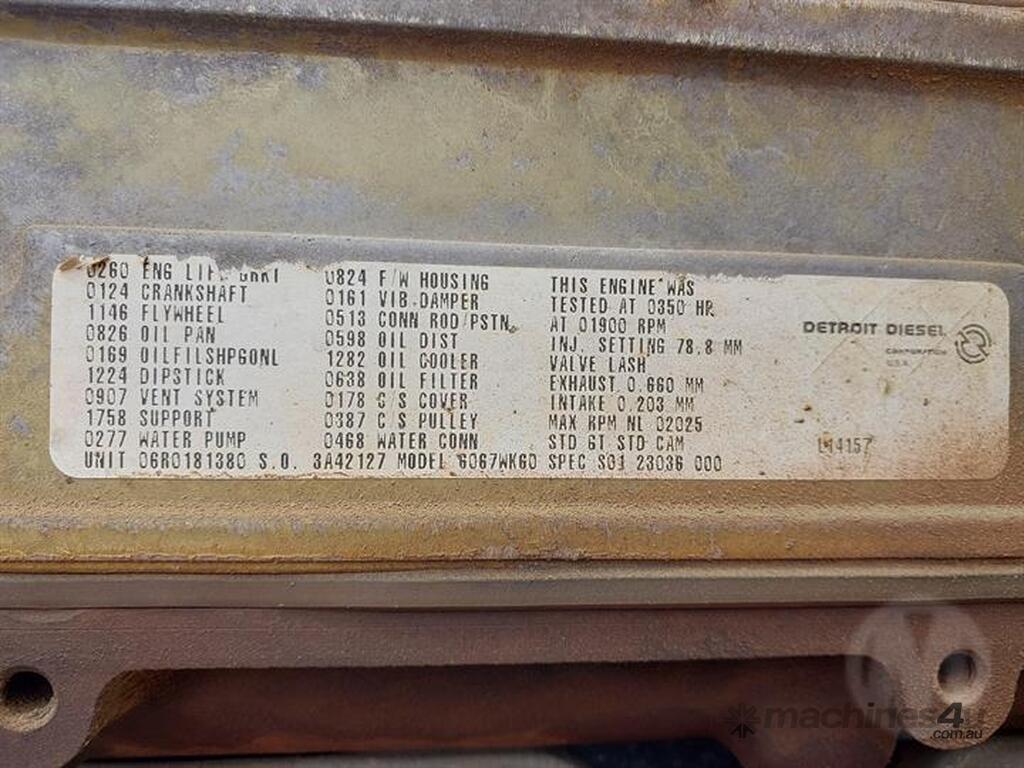 0260 ENG LIFT BRKT 0824 F/W HOUSING THIS ENGINE WAS
0124 CRANKSHAFT 0161 VIB.DAMPER TESTED AT 0350 HP
1146 FLYWHEEL 0513 CONN ROD/PSTN AT 01900 RPM
0826 OIL PAN 0598 OIL DIST INJ. SETTING 78.8 MM
0169 OILFILSHPGONL 1282 OIL COOLER VALVE LASH
1224 DIPSTICK 0638 OIL FILTER EXHAUST 0.660 MM
0907 VENT SYSTEM 0178 C S COVER INTAKE 0.203 MM
1758 SUPPORT 0387 C S PULLEY MAX RPM NL 02025
0277 WATER PUMP 0468 WATER CONN STD GT STD CAM
UNIT 06R0181380 S.O. 3A42127 MODEL 6067WK60 SPEC S01 23036 000
DETROIT DIESEL
CORPORATION
U.S.A.
L14157
machines4u
.com.au